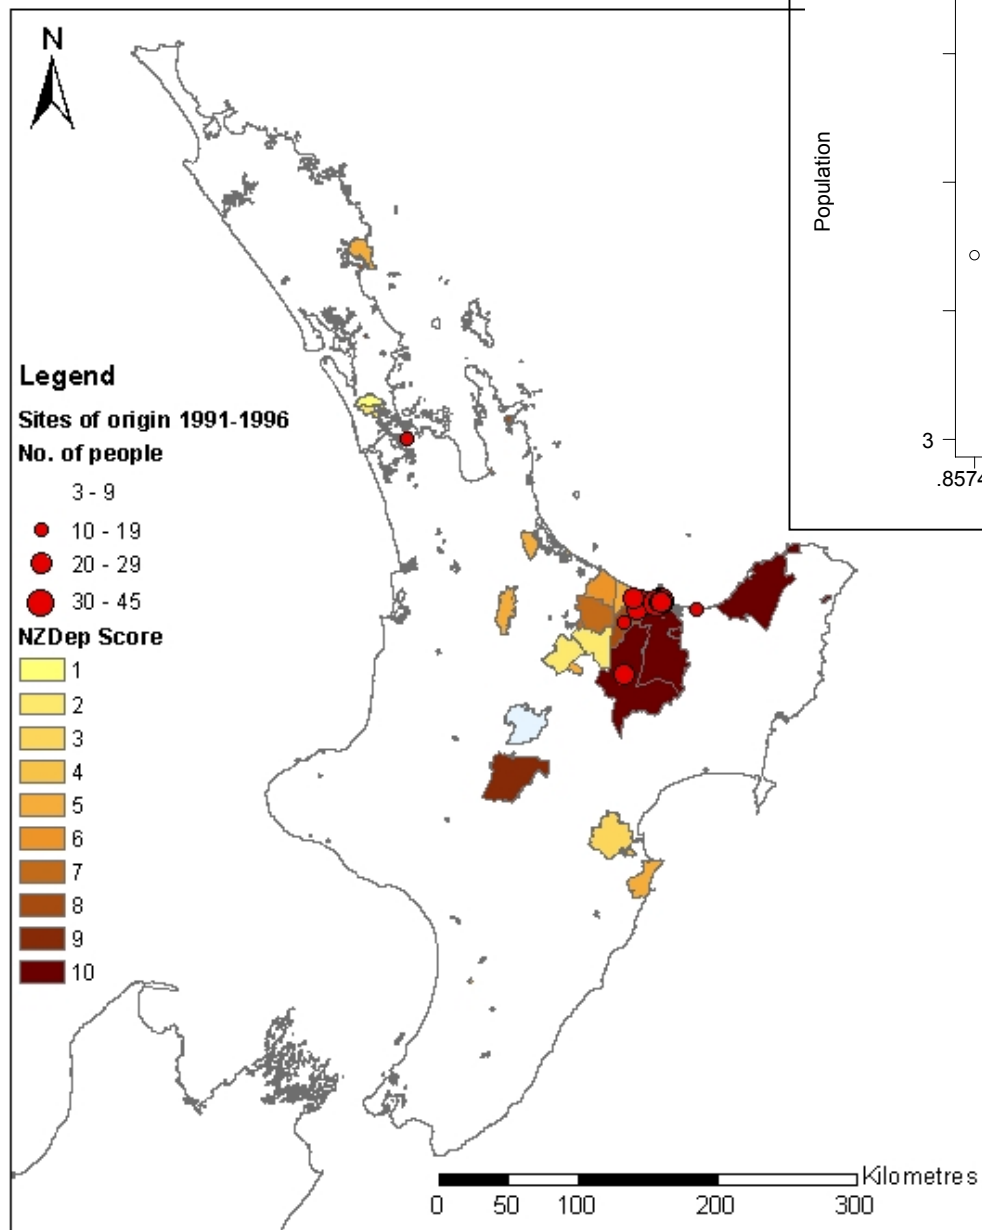 N
Population
3
.8574
Legend
Sites of origin 1991-1996
No. of people
3 - 9
10 - 19
20 - 29
30 - 45
NZDep Score
1
2
3
4
5
6
7
8
9
10
Kilometres
0 50 100 200 300